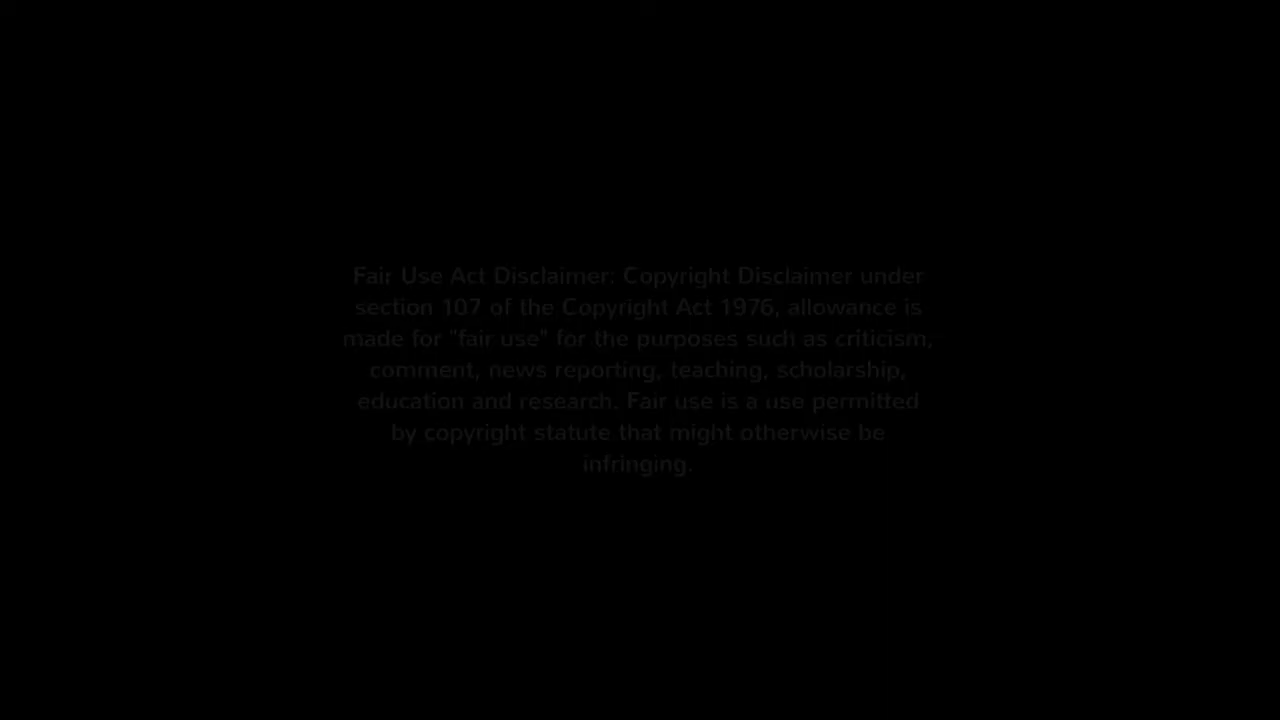 Fair Use Act Disclaimer: Copyright Disclaimer under
section 107 of the Copyright Act 1976, allowance is
made for "fair use" for the purposes such as criticism,
comment, news reporting, teaching, scholarship,
education and research. Fair use is a use permitted
by copyright statute that might otherwise be
infringing.